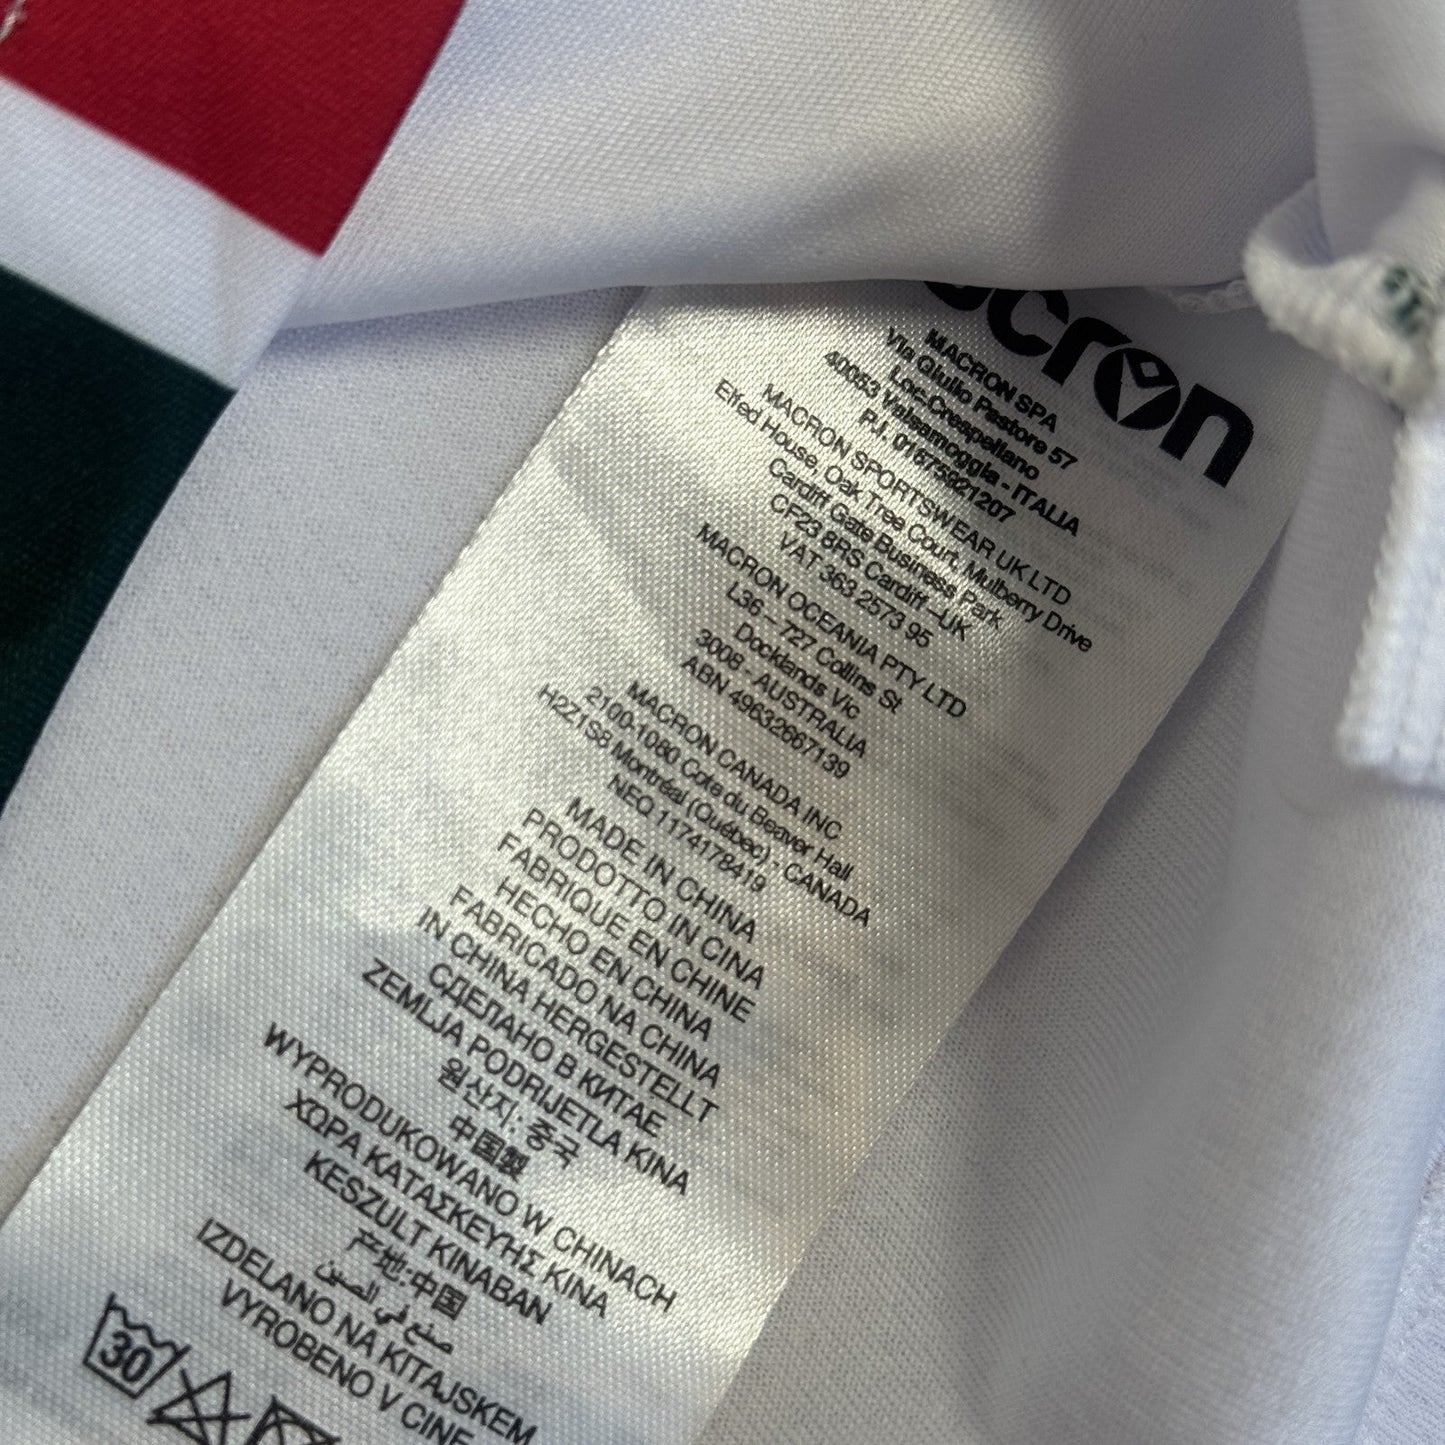 macron
MACRON SPA
Via Giulio Pastore 57
Loc.Crespellano
40053 Valsamoggia - ITALIA
P.I. 01675921207
MACRON SPORTSWEAR UK LTD
Elfed House, Oak Tree Court, Mulberry Drive
Cardiff Gate Business Park
CF23 8RS Cardiff -UK
VAT 363 2573 95
MACRON OCEANIA PTY LTD
L36 – 727 Collins St
Docklands Vic
3008 - AUSTRALIA
ABN 49632667139
MACRON CANADA INC
2100-1080 Cote du Beaver Hall
H2Z1S8 Montréal (Québec) - CANADA
NEQ 1174178419
MADE IN CHINA
PRODOTTO IN CINA
FABRIQUE EN CHINE
HECHO EN CHINA
FABRICADO NA CHINA
IN CHINA HERGESTELLT
СДЕЛАНО В КИТАЕ
ZEMLJA PODRIJETLA KINA
원산지: 중국
中国製
WYPRODUKOWANO W CHINACH
ΧΩΡΑ ΚΑΤΑΣΚΕΥΗΣ ΚΙΝΑ
KESZULT KINABAN
产地:中国
صنع في الصين
IZDELANO NA KITAJSKEM
VYROBENO V CINE
30